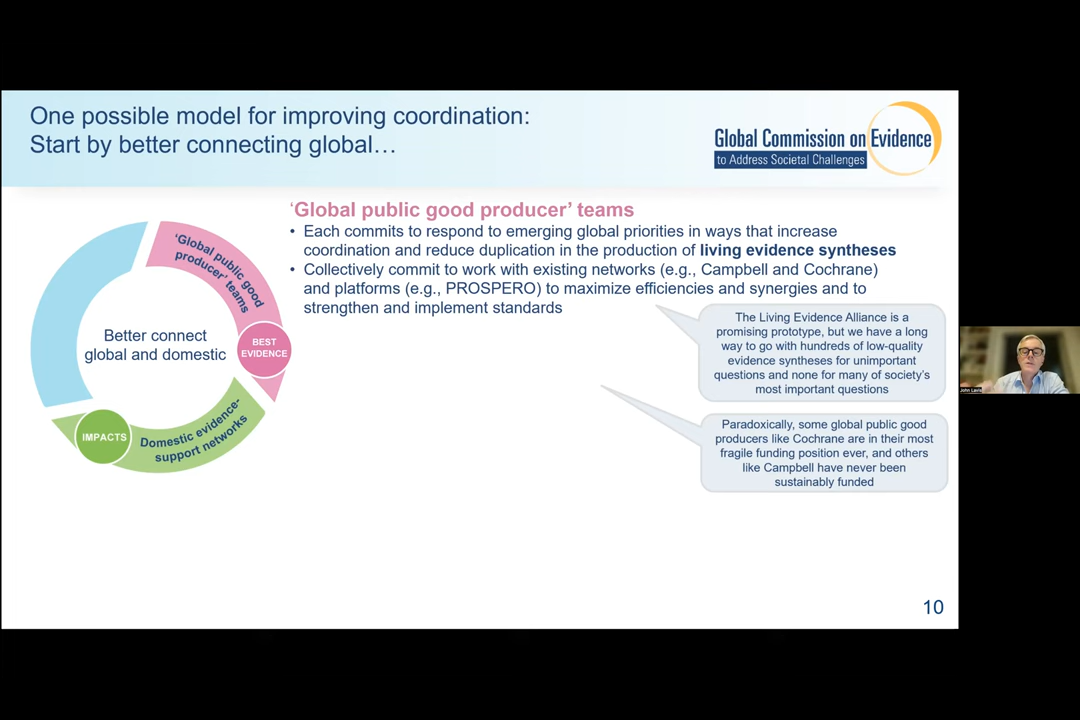 One possible model for improving coordination:
Start by better connecting global…
Global Commission on Evidence
to Address Societal Challenges
'Global public good producer' teams
• Each commits to respond to emerging global priorities in ways that increase
coordination and reduce duplication in the production of living evidence syntheses
• Collectively commit to work with existing networks (e.g., Campbell and Cochrane)
and platforms (e.g., PROSPERO) to maximize efficiencies and synergies and to
strengthen and implement standards
'Global public good
producer' teams
Better connect
global and domestic
BEST
EVIDENCE
IMPACTS
Domestic evidence-
support networks
The Living Evidence Alliance is a
promising prototype, but we have a long
way to go with hundreds of low-quality
evidence syntheses for unimportant
questions and none for many of society's
most important questions
Paradoxically, some global public good
producers like Cochrane are in their most
fragile funding position ever, and others
like Campbell have never been
sustainably funded
John Lavis
10